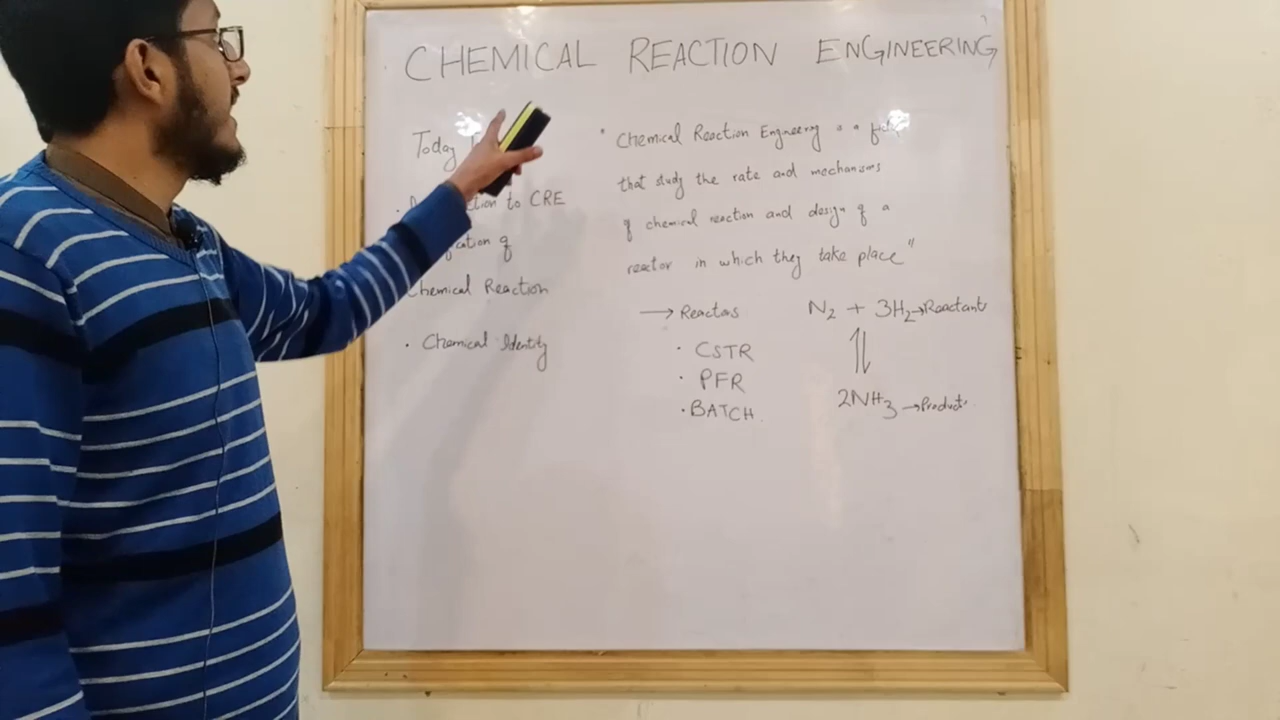 CHEMICAL REACTION ENGINEERING
Today
to CRE
of
Chemical Reaction
· Chemical Identity
" Chemical Reaction Engineering is a
that study the rate and mechanisms
of chemical reaction and design of a
reactor in which they take place"
→ Reactors
· CSTR
· PFR
· BATCH.
N2 + 3H2 → Reactants
⇅
2NH3 → Products